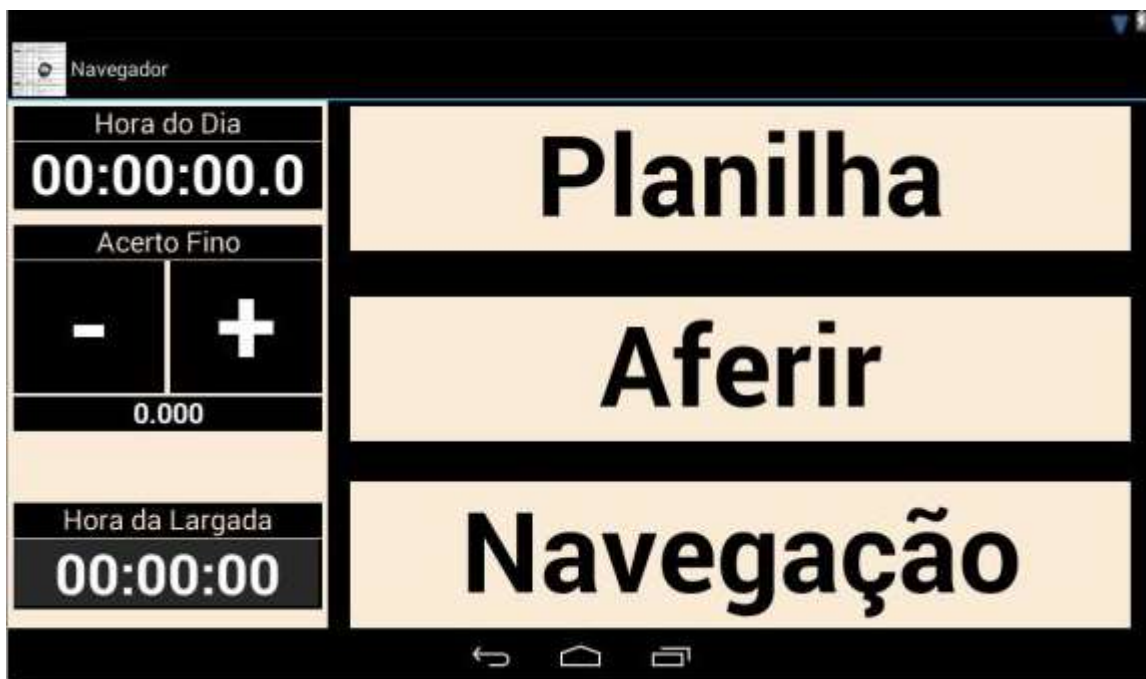 Navegador
Hora do Dia
00:00:00.0
Acerto Fino
- +
0.000
Hora da Largada
00:00:00
Planilha
Aferir
Navegação